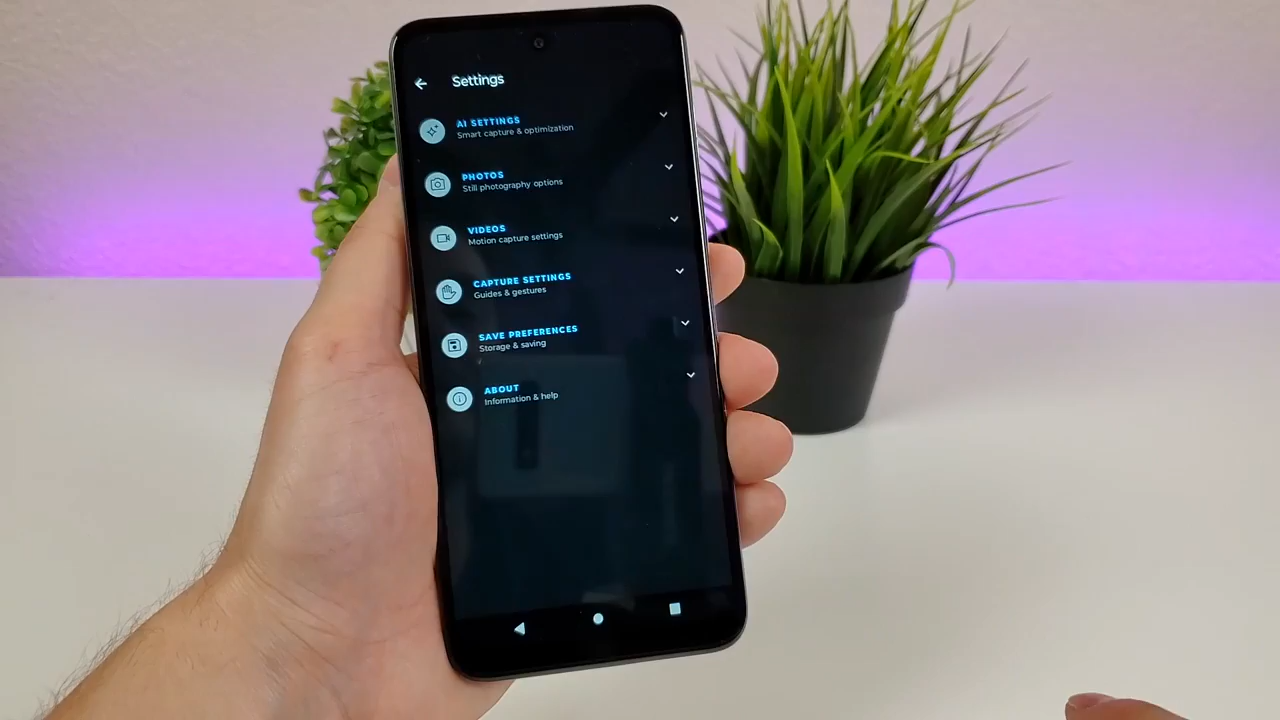 Settings
AI SETTINGS
Smart capture & optimization
PHOTOS
Still photography options
VIDEOS
Motion capture settings
CAPTURE SETTINGS
Guides & gestures
SAVE PREFERENCES
Storage & saving
ABOUT
Information & help